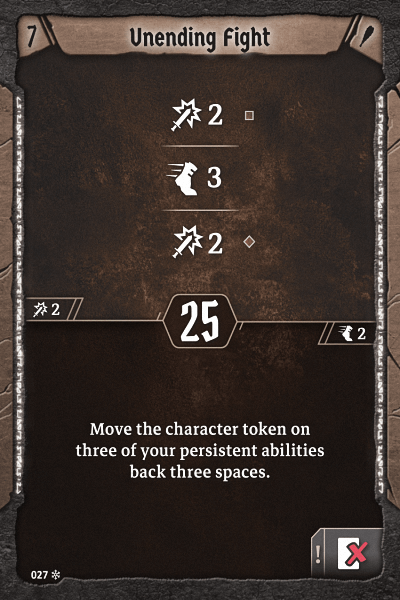 7 Unending Fight
2
3
2
2
25
2
Move the character token on
three of your persistent abilities
back three spaces.
!
027